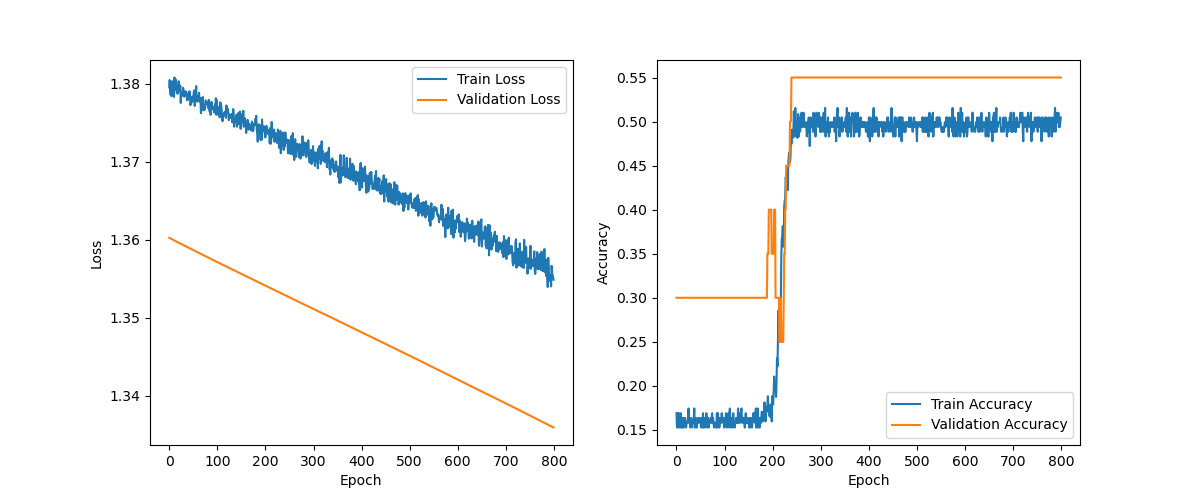 1.38
1.37
1.36
1.35
1.34
Loss
0 100 200 300 400 500 600 700 800
Epoch
Train Loss
Validation Loss
0.55
0.50
0.45
0.40
0.35
0.30
0.25
0.20
0.15
Accuracy
0 100 200 300 400 500 600 700 800
Epoch
Train Accuracy
Validation Accuracy